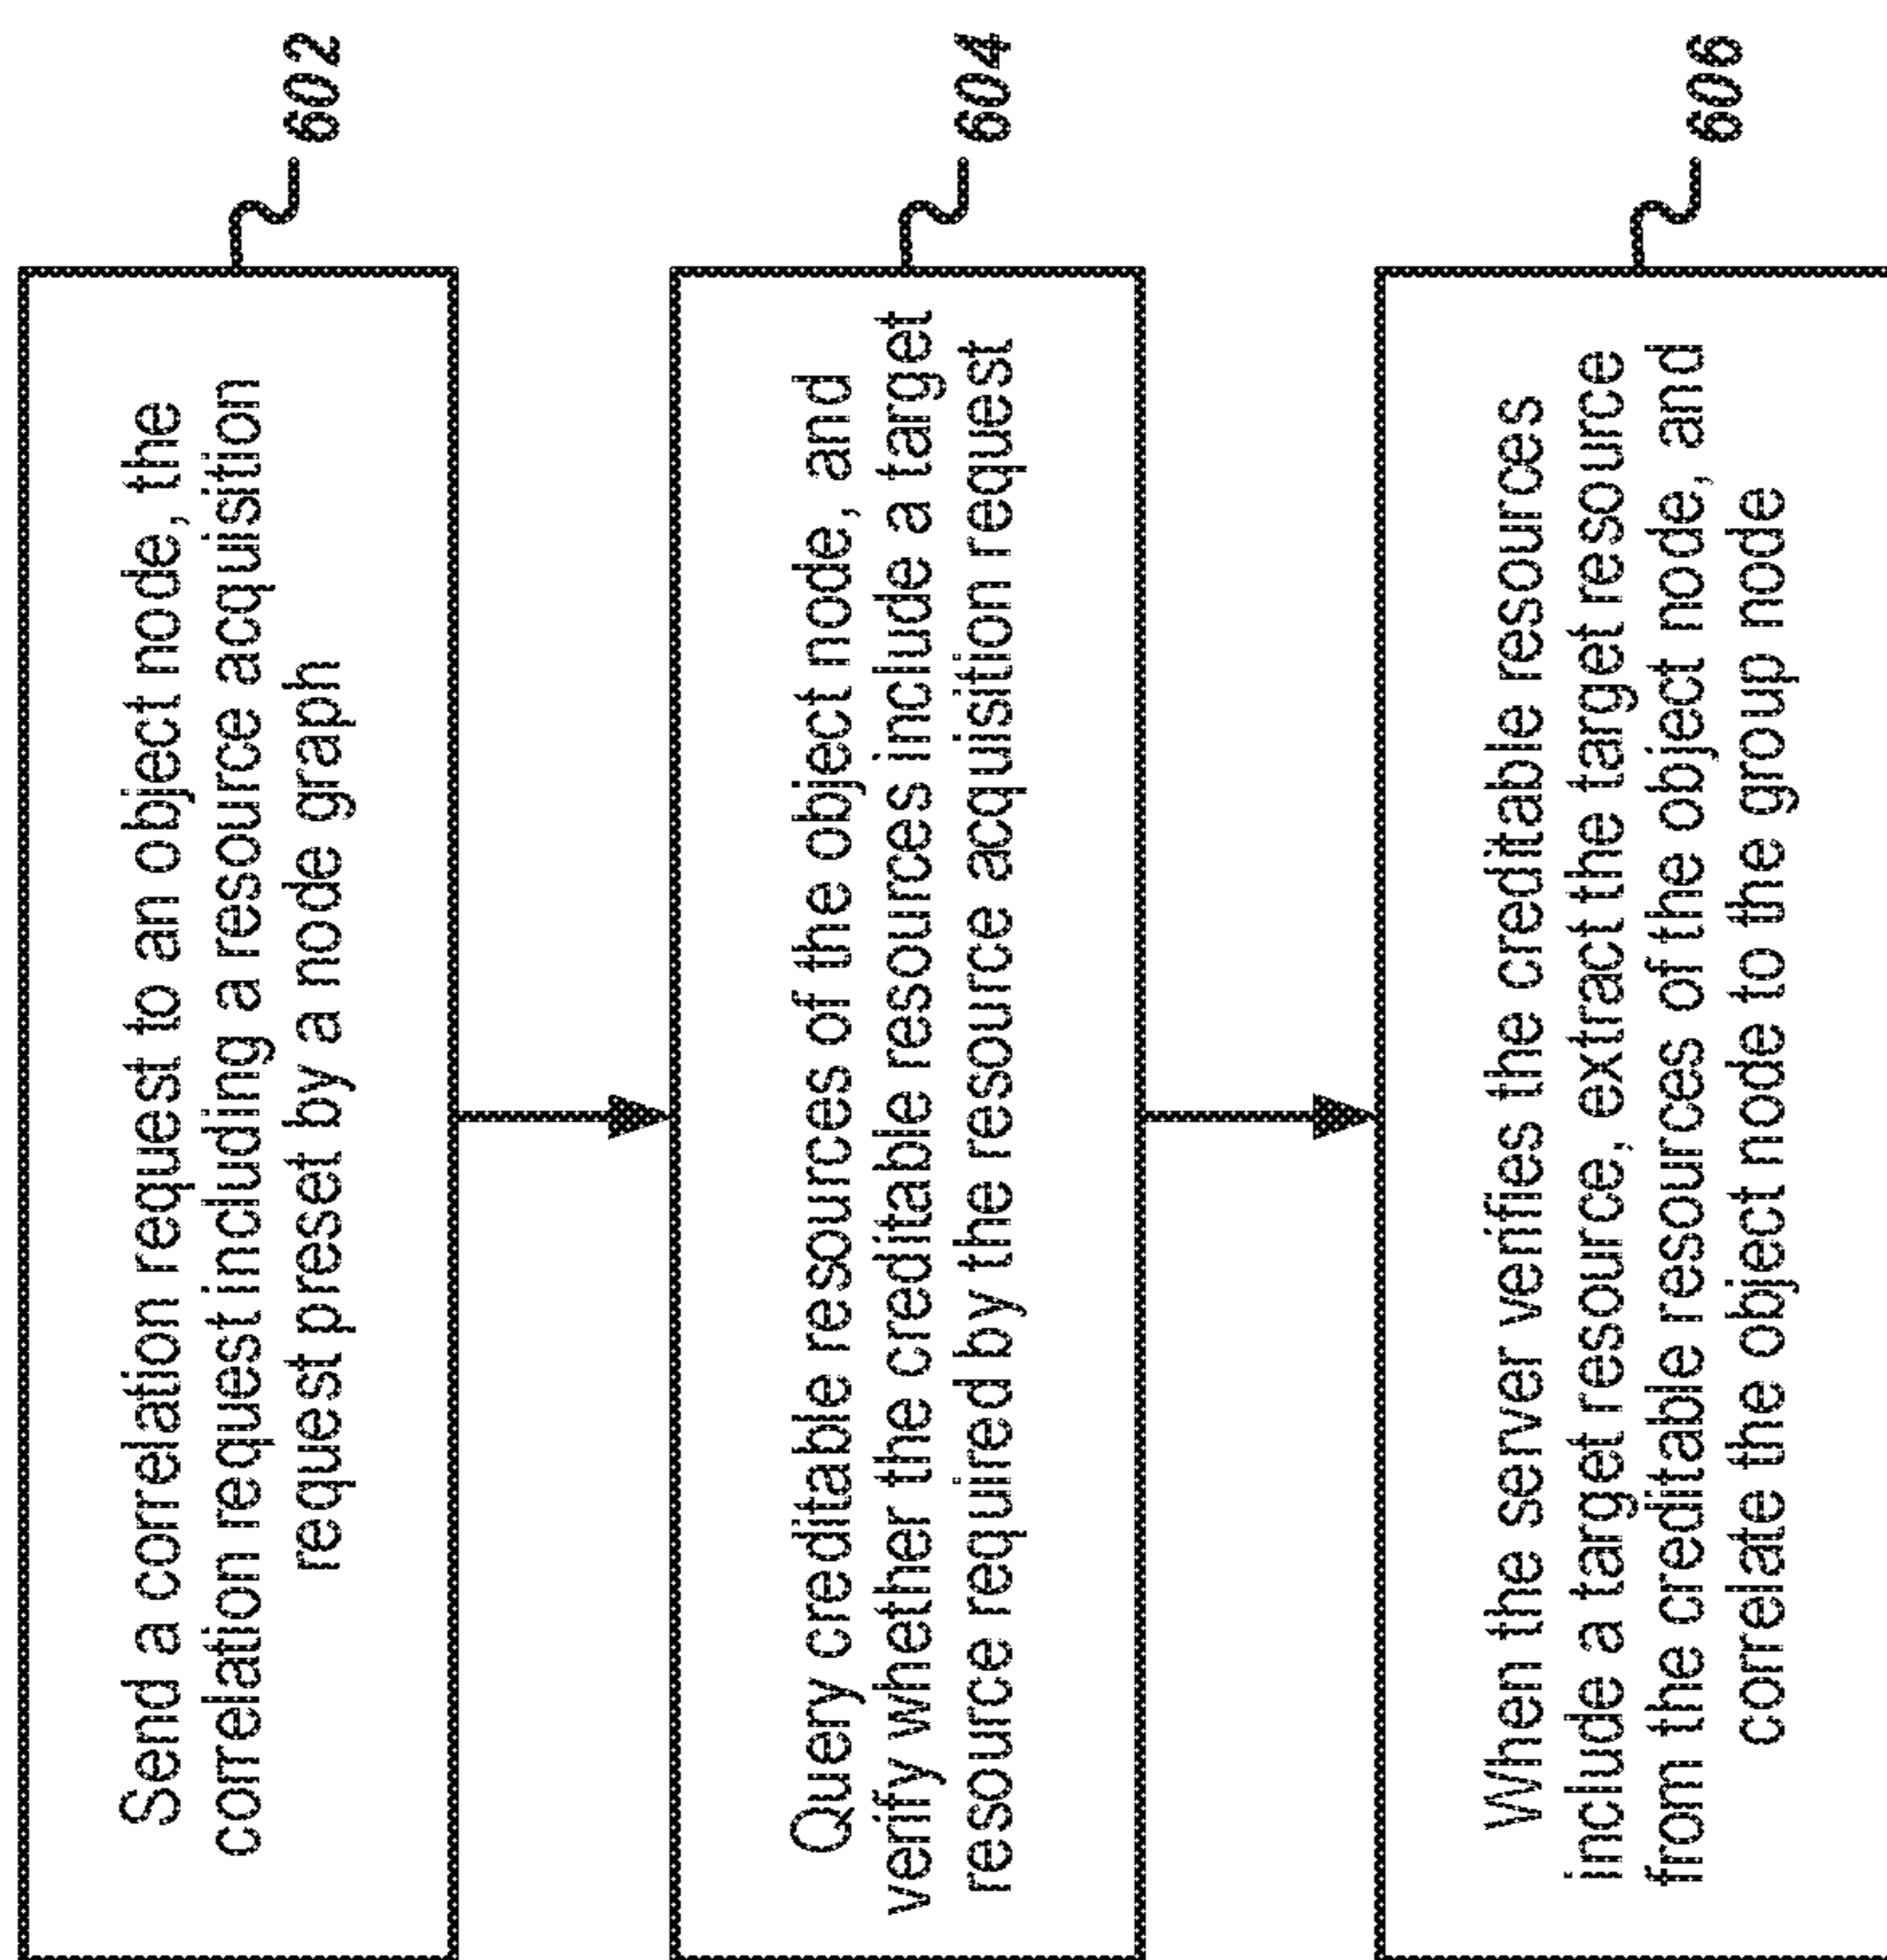 Send a correlation request to an object node, the
correlation request including a resource acquisition
request preset by a node graph
602
Query creditable resources of the object node, and
verify whether the creditable resources include a target
resource required by the resource acquisition request
604
When the server verifies the creditable resources
include a target resource, extract the target resource
from the creditable resources of the object node, and
correlate the object node to the group node
606